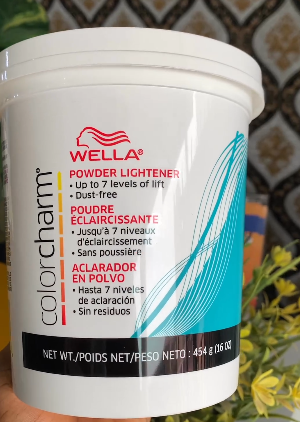 WELLA®
colorcharm®
POWDER LIGHTENER
• Up to 7 levels of lift
• Dust-free
POUDRE
ÉCLAIRCISSANTE
• Jusqu'à 7 niveaux
d'éclaircissement
• Sans poussière
ACLARADOR
EN POLVO
• Hasta 7 niveles
de aclaración
• Sin residuos
NET WT./POIDS NET/PESO NETO : 454 g (16 OZ)